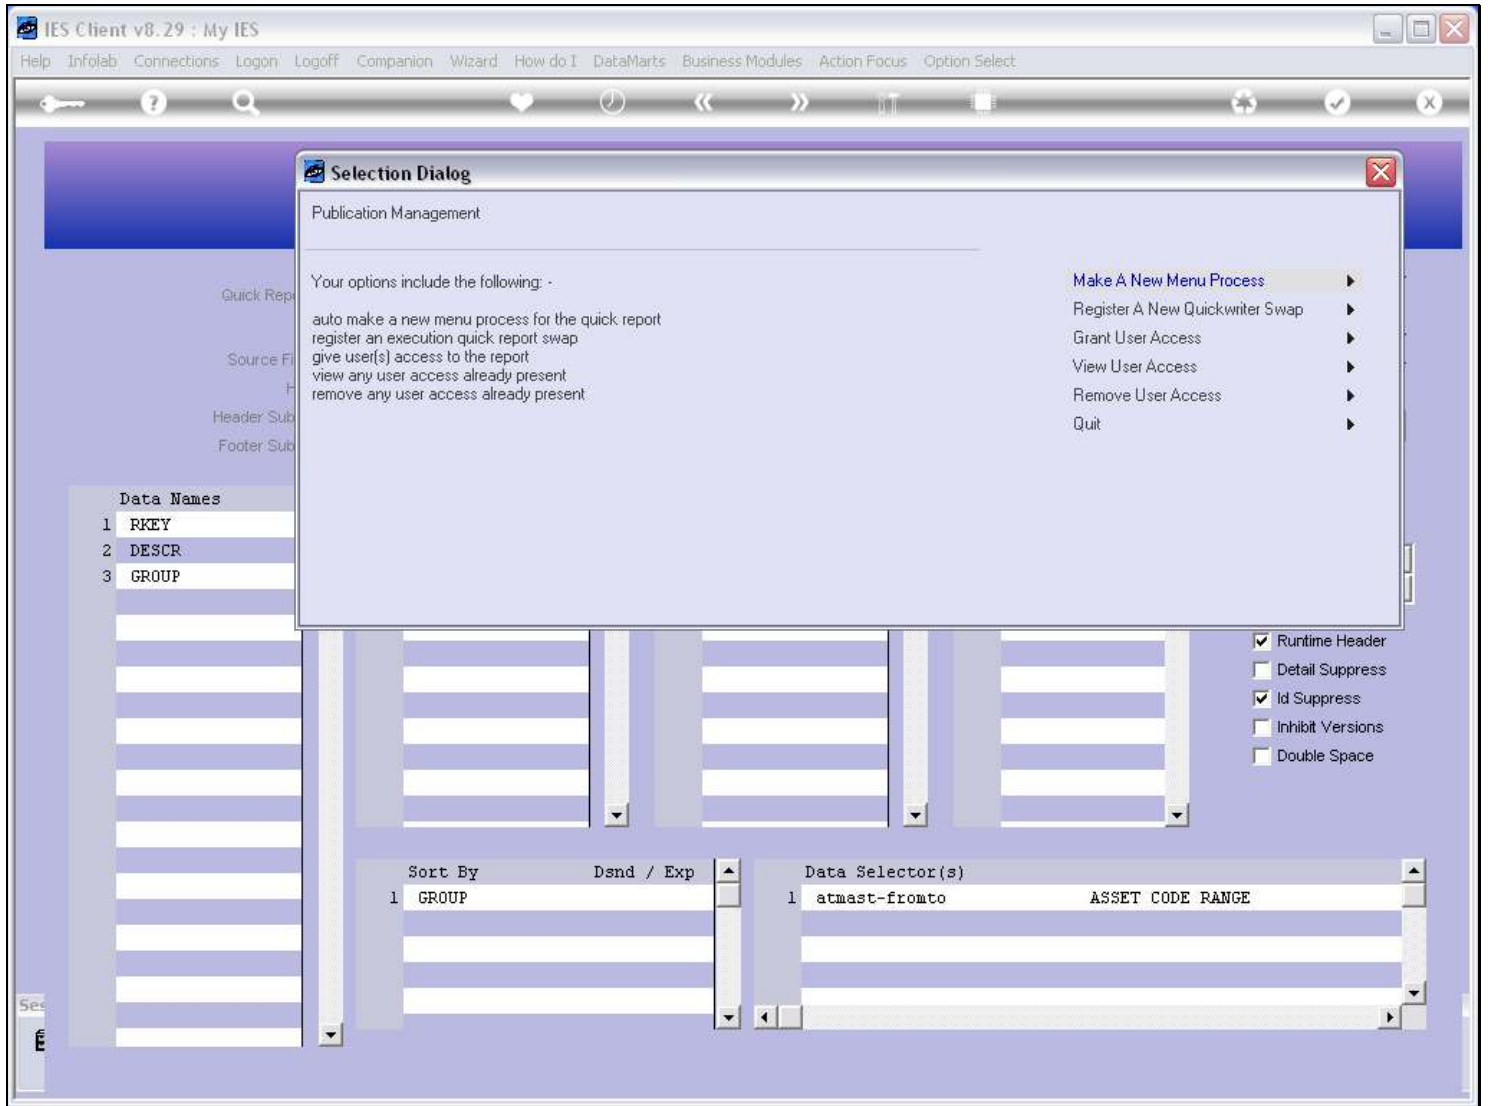 IES Client v8.29 : My IES
Help Infolab Connections Logon Logoff Companion Wizard How do I DataMarts Business Modules Action Focus Option Select
Selection Dialog
Publication Management
Your options include the following: -
auto make a new menu process for the quick report
register an execution quick report swap
give user(s) access to the report
view any user access already present
remove any user access already present
Make A New Menu Process
Register A New Quickwriter Swap
Grant User Access
View User Access
Remove User Access
Quit
Quick Rep
Source Fi
H
Header Sub
Footer Sub
Data Names
1 RKEY
2 DESCR
3 GROUP
Runtime Header
Detail Suppress
Id Suppress
Inhibit Versions
Double Space
Sort By Dsnd / Exp
1 GROUP
Data Selector(s)
1 atmast-fromto ASSET CODE RANGE
Ses